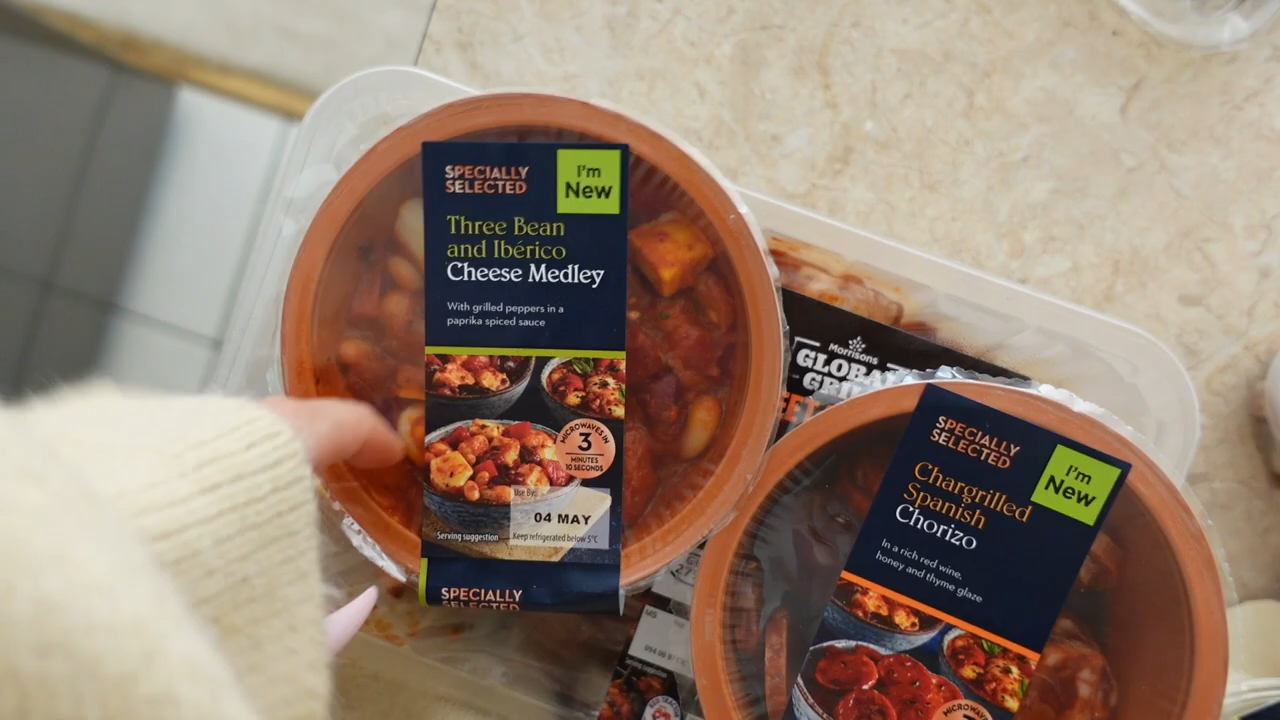 SPECIALLY
SELECTED
I'm
New
Three Bean
and Ibérico
Cheese Medley
With grilled peppers in a
paprika spiced sauce
MICROWAVES IN
3
MINUTES
10 SECONDS
Use By:
04 MAY
Serving suggestion
Keep refrigerated below 5°C
SPECIALLY
SELECTED
Morrisons
GLOBAL
SPECIALLY
SELECTED
I'm
New
Chargrilled
Spanish
Chorizo
In a rich red wine,
honey and thyme glaze
MICROWAVES